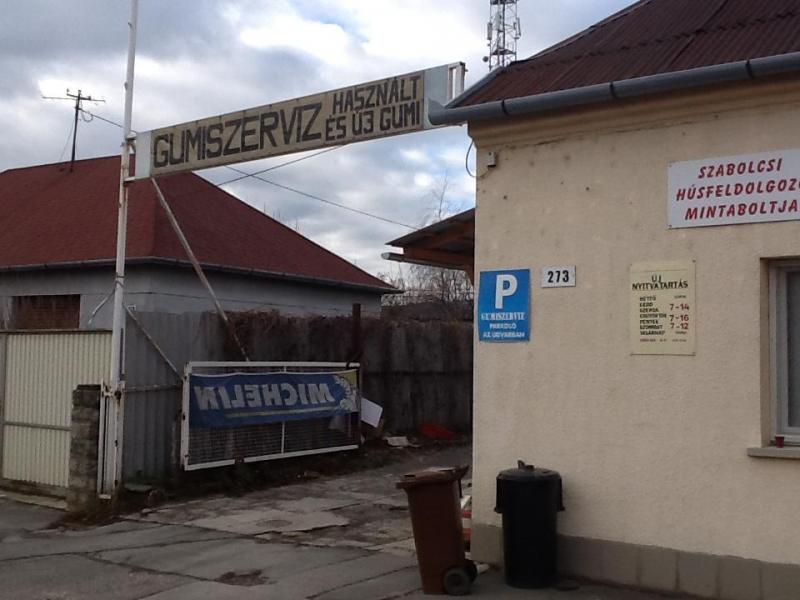 GUMISZERVIZ HASZNÁLT
ÉS ÚJ GUMI
SZABOLCSI
HÚSFELDOLGOZÓ
MINTABOLTJA
P
GUMISZERVIZ
PARKOLÓ
AZ UDVARBAN
273
ÚJ
NYITVATARTÁS
HÉTFŐ
KEDD
SZERDA 7-14
CSÜTÖRTÖK
PÉNTEK 7-16
SZOMBAT 7-12
VASÁRNAP
MICHELIN